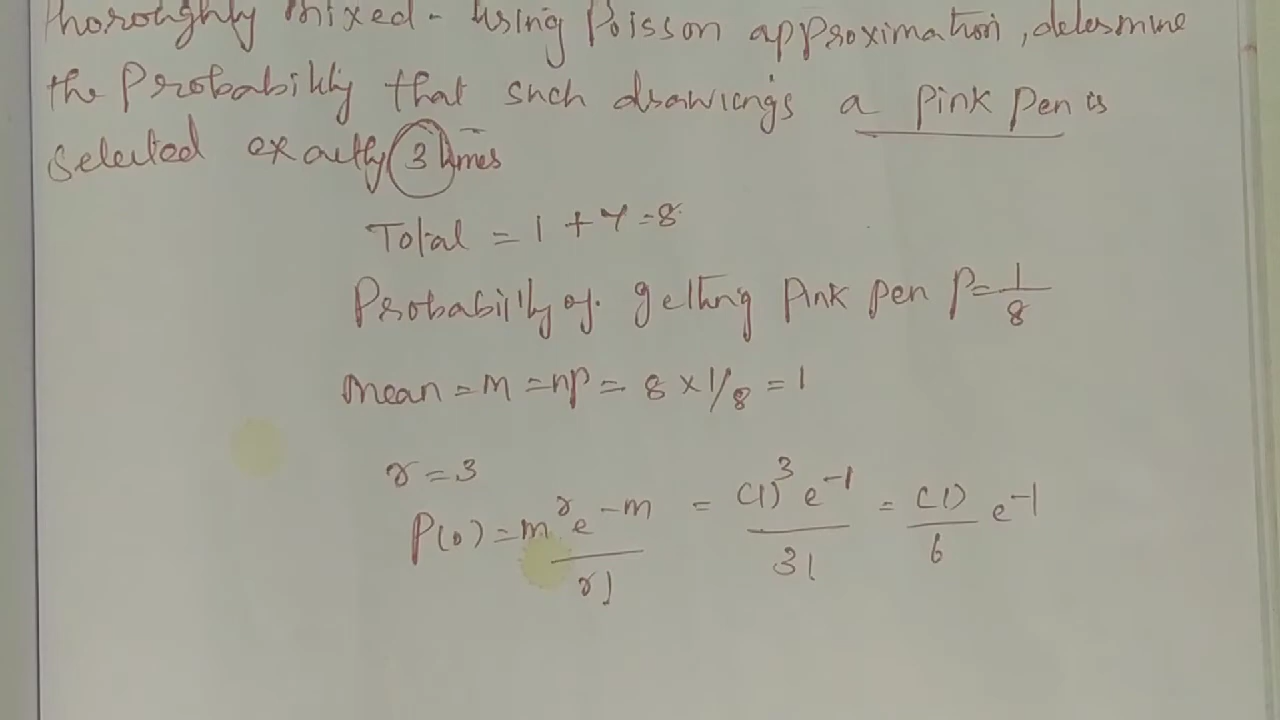 thoroughly mixed - using Poisson approximation, determine
the Probability that such drawings a pink pen is
selected exactly 3 times
Total = 1 + 7 = 8
Probability of getting Pink pen P = 1/8
mean = m = np = 8 × 1/8 = 1
r = 3
P(0) = m^r e^-m / r! = (1)^3 e^-1 / 3! = (1)/6 e^-1